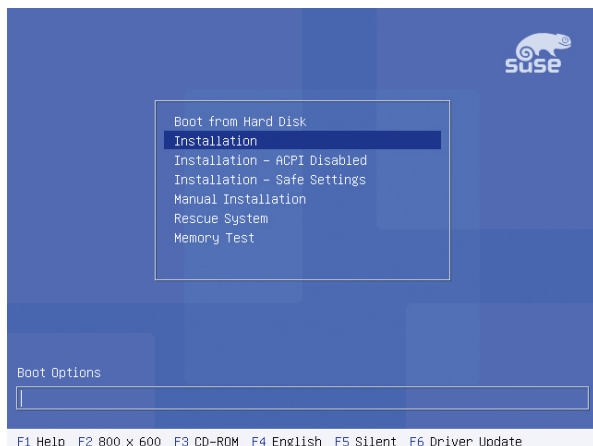 suse
Boot from Hard Disk
Installation
Installation – ACPI Disabled
Installation – Safe Settings
Manual Installation
Rescue System
Memory Test
Boot Options
F1 Help F2 800 x 600 F3 CD-ROM F4 English F5 Silent F6 Driver Update